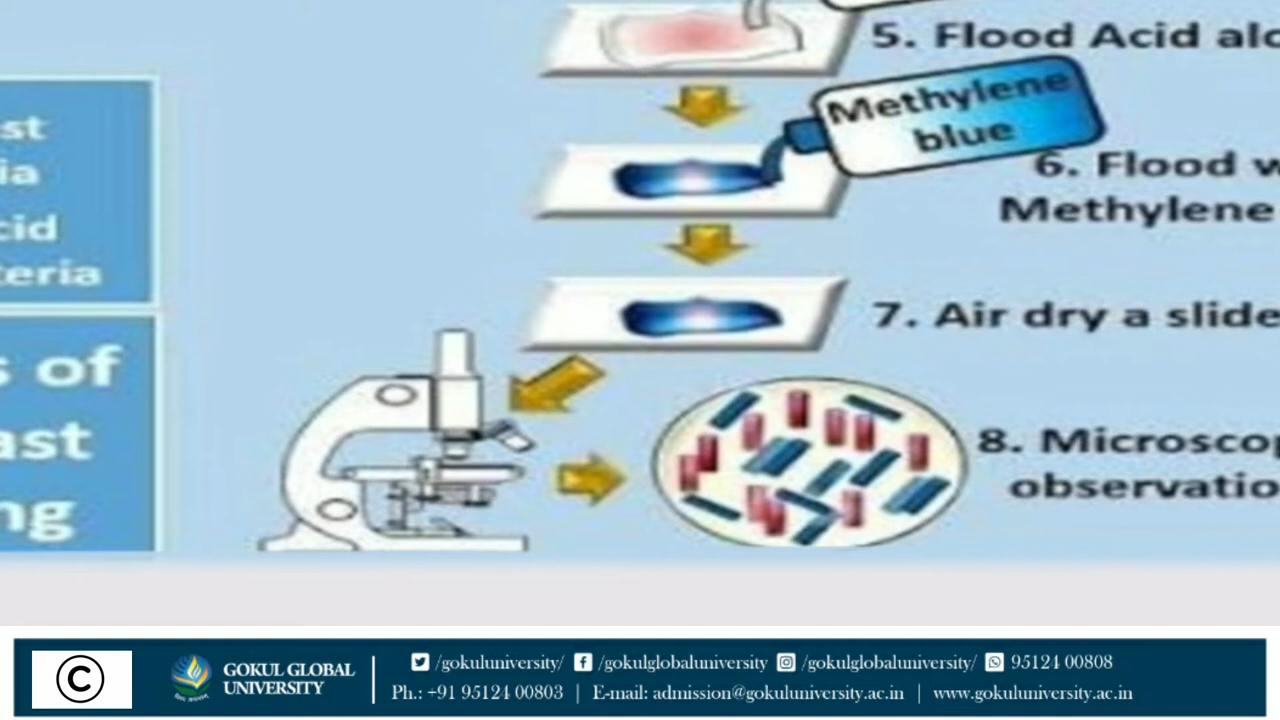 5. Flood Acid alc
Methylene
blue
6. Flood w
Methylene
7. Air dry a slide
8. Microscop
observatio
st
ia
cid
teria
s of
ast
ng
©
GOKUL GLOBAL
UNIVERSITY
/gokuluniversity/ /gokulglobaluniversity /gokulglobaluniversity/ 95124 00808
Ph.: +91 95124 00803 | E-mail: admission@gokuluniversity.ac.in | www.gokuluniversity.ac.in